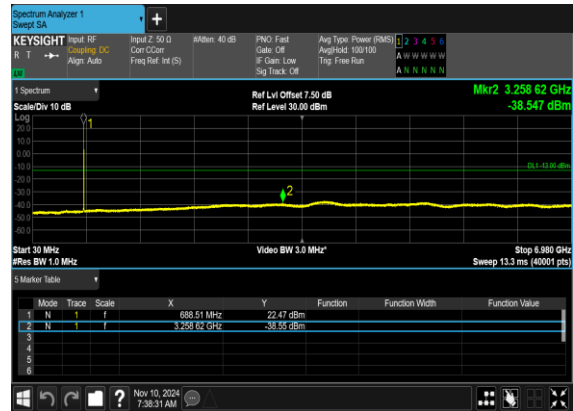 Spectrum Analyzer 1
Swept SA
+
KEYSIGHT Input: RF Input Z: 50 Ω #Atten: 40 dB PNO: Fast Avg Type: Power (RMS) 1 2 3 4 5 6
R T Coupling: DC Corr CCorr Gate: Off Avg|Hold: 100/100 A W W W W W
Align: Auto Freq Ref: Int (S) IF Gain: Low Trig: Free Run
Sig Track: Off A N N N N N
1 Spectrum
Ref Lvl Offset 7.50 dB Mkr2 3.258 62 GHz
Scale/Div 10 dB Ref Level 30.00 dBm -38.547 dBm
Log
1
20.0
10.0
0.00
-10.0
DL1 -13.00 dBm
-20.0
-30.0
2
-40.0
-50.0
-60.0
Start 30 MHz Video BW 3.0 MHz* Stop 6.980 GHz
#Res BW 1.0 MHz Sweep 13.3 ms (40001 pts)
5 Marker Table
Mode Trace Scale X Y Function Function Width Function Value
1 N 1 f 688.51 MHz 22.47 dBm
2 N 1 f 3.258 62 GHz -38.55 dBm
3
4
5
6
? Nov 10, 2024
7:38:31 AM